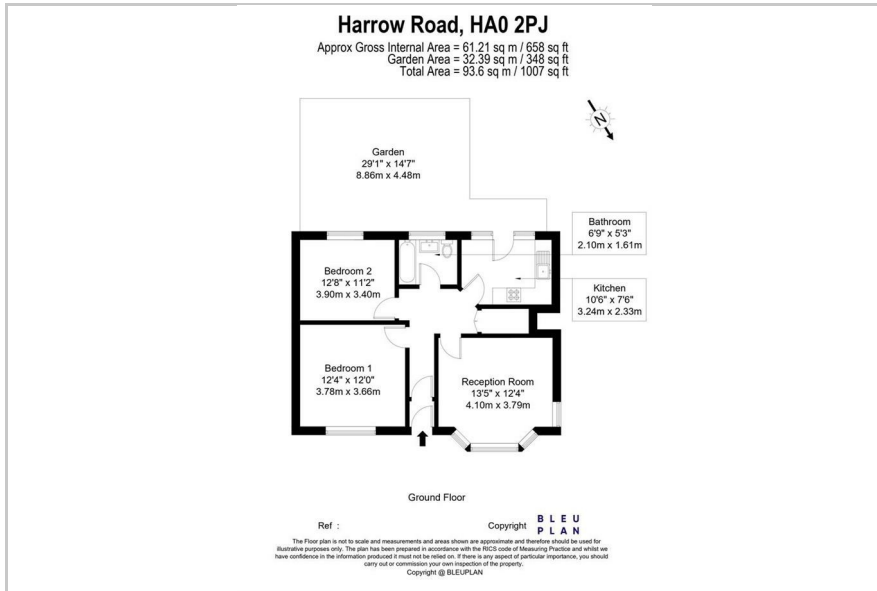 Harrow Road, HA0 2PJ
Approx Gross Internal Area = 61.21 sq m / 658 sq ft
Garden Area = 32.39 sq m / 348 sq ft
Total Area = 93.6 sq m / 1007 sq ft
N
Garden
29'1" x 14'7"
8.86m x 4.48m
Bathroom
6'9" x 5'3"
2.10m x 1.61m
Bedroom 2
12'8" x 11'2"
3.90m x 3.40m
Kitchen
10'6" x 7'6"
3.24m x 2.33m
Bedroom 1
12'4" x 12'0"
3.78m x 3.66m
Reception Room
13'5" x 12'4"
4.10m x 3.79m
Ground Floor
Ref :
Copyright
BLEU
PLAN
The Floor plan is not to scale and measurements and areas shown are approximate and therefore should be used for
illustrative purposes only. The plan has been prepared in accordance with the RICS code of Measuring Practice and whilst we
have confidence in the information produced it must not be relied on. If there is any aspect of particular importance, you should
carry out or commission your own inspection of the property.
Copyright @ BLEUPLAN